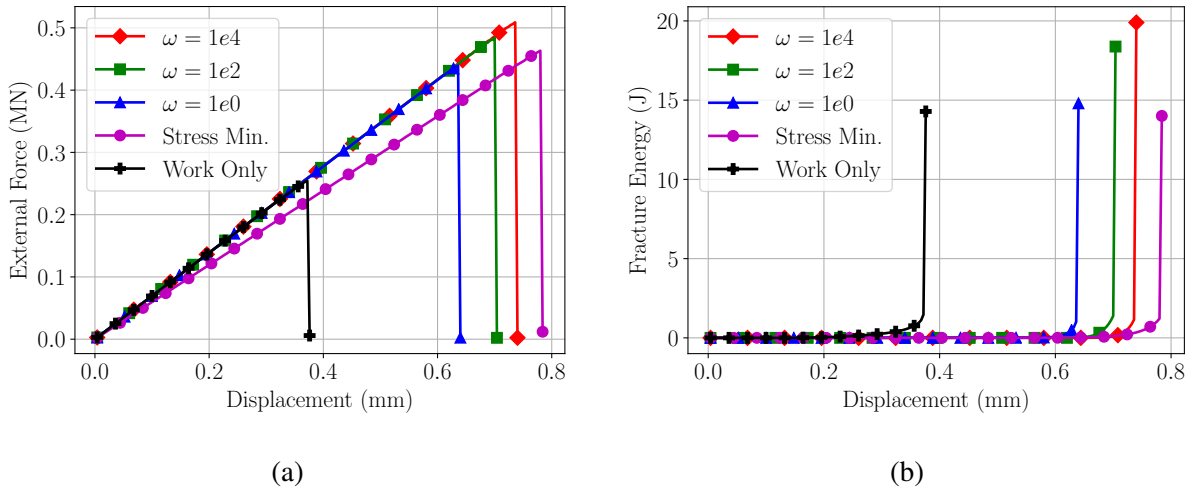 External Force (MN)
0.5
0.4
0.3
0.2
0.1
0.0
ω = 1e4
ω = 1e2
ω = 1e0
Stress Min.
Work Only
0.0 0.2 0.4 0.6 0.8
Displacement (mm)
(a)
Fracture Energy (J)
20
15
10
5
0
ω = 1e4
ω = 1e2
ω = 1e0
Stress Min.
Work Only
0.0 0.2 0.4 0.6 0.8
Displacement (mm)
(b)